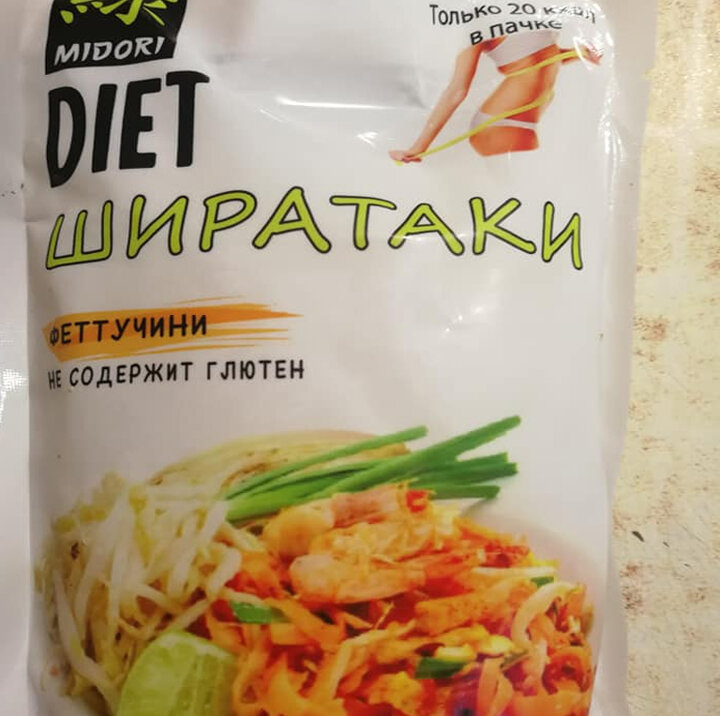 Только 20 ккал
в пачке
MIDORI
DIET
ШИРАТАКИ
ФЕТТУЧИНИ
НЕ СОДЕРЖИТ ГЛЮТЕН